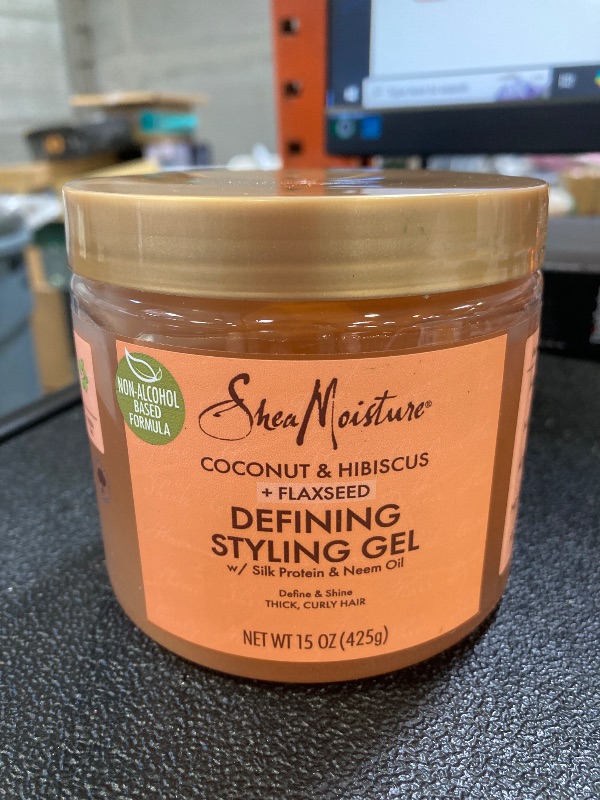 NON-ALCOHOL
BASED
FORMULA
SheaMoisture®
COCONUT & HIBISCUS
+ FLAXSEED
DEFINING
STYLING GEL
w/ Silk Protein & Neem Oil
Define & Shine
THICK, CURLY HAIR
NET WT 15 OZ (425g)